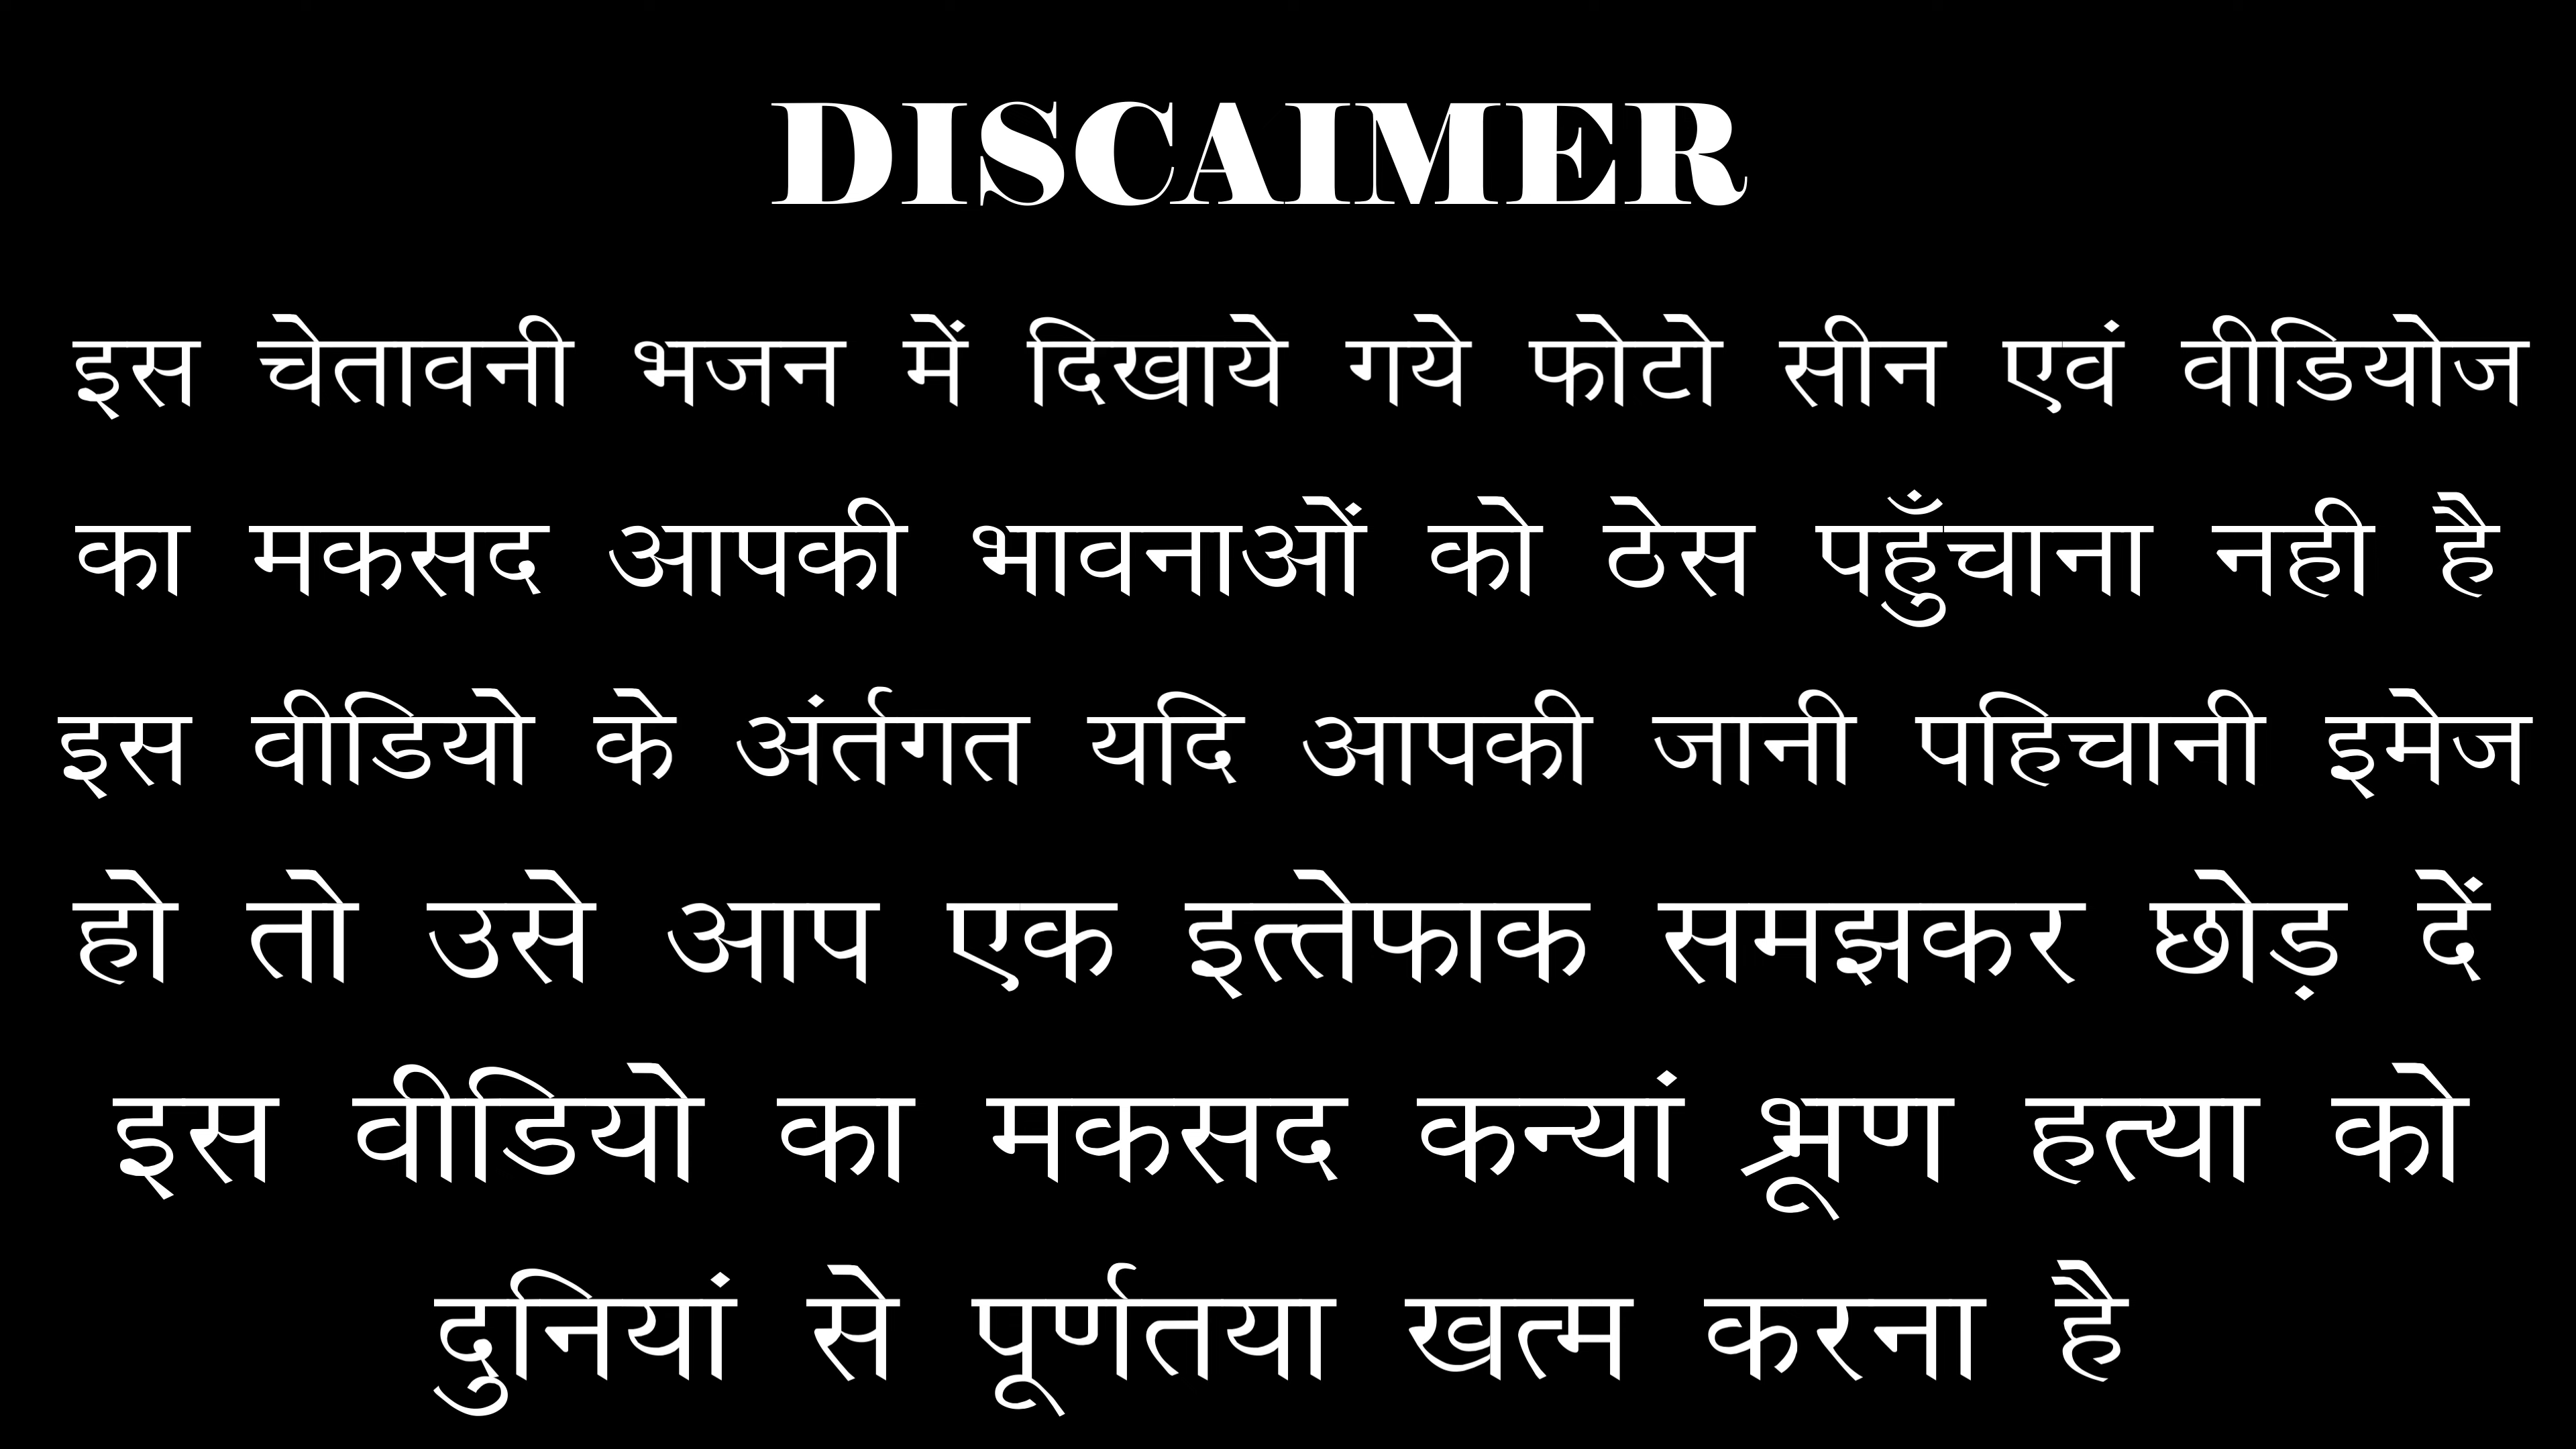 DISCAIMER
इस चेतावनी भजन में दिखाये गये फोटो सीन एवं वीडियोज
का मकसद आपकी भावनाओं को ठेस पहुँचाना नही है
इस वीडियो के अंर्तगत यदि आपकी जानी पहिचानी इमेज
हो तो उसे आप एक इत्तेफाक समझकर छोड़ दें
इस वीडियो का मकसद कन्यां भ्रूण हत्या को
दुनियां से पूर्णतया खत्म करना है